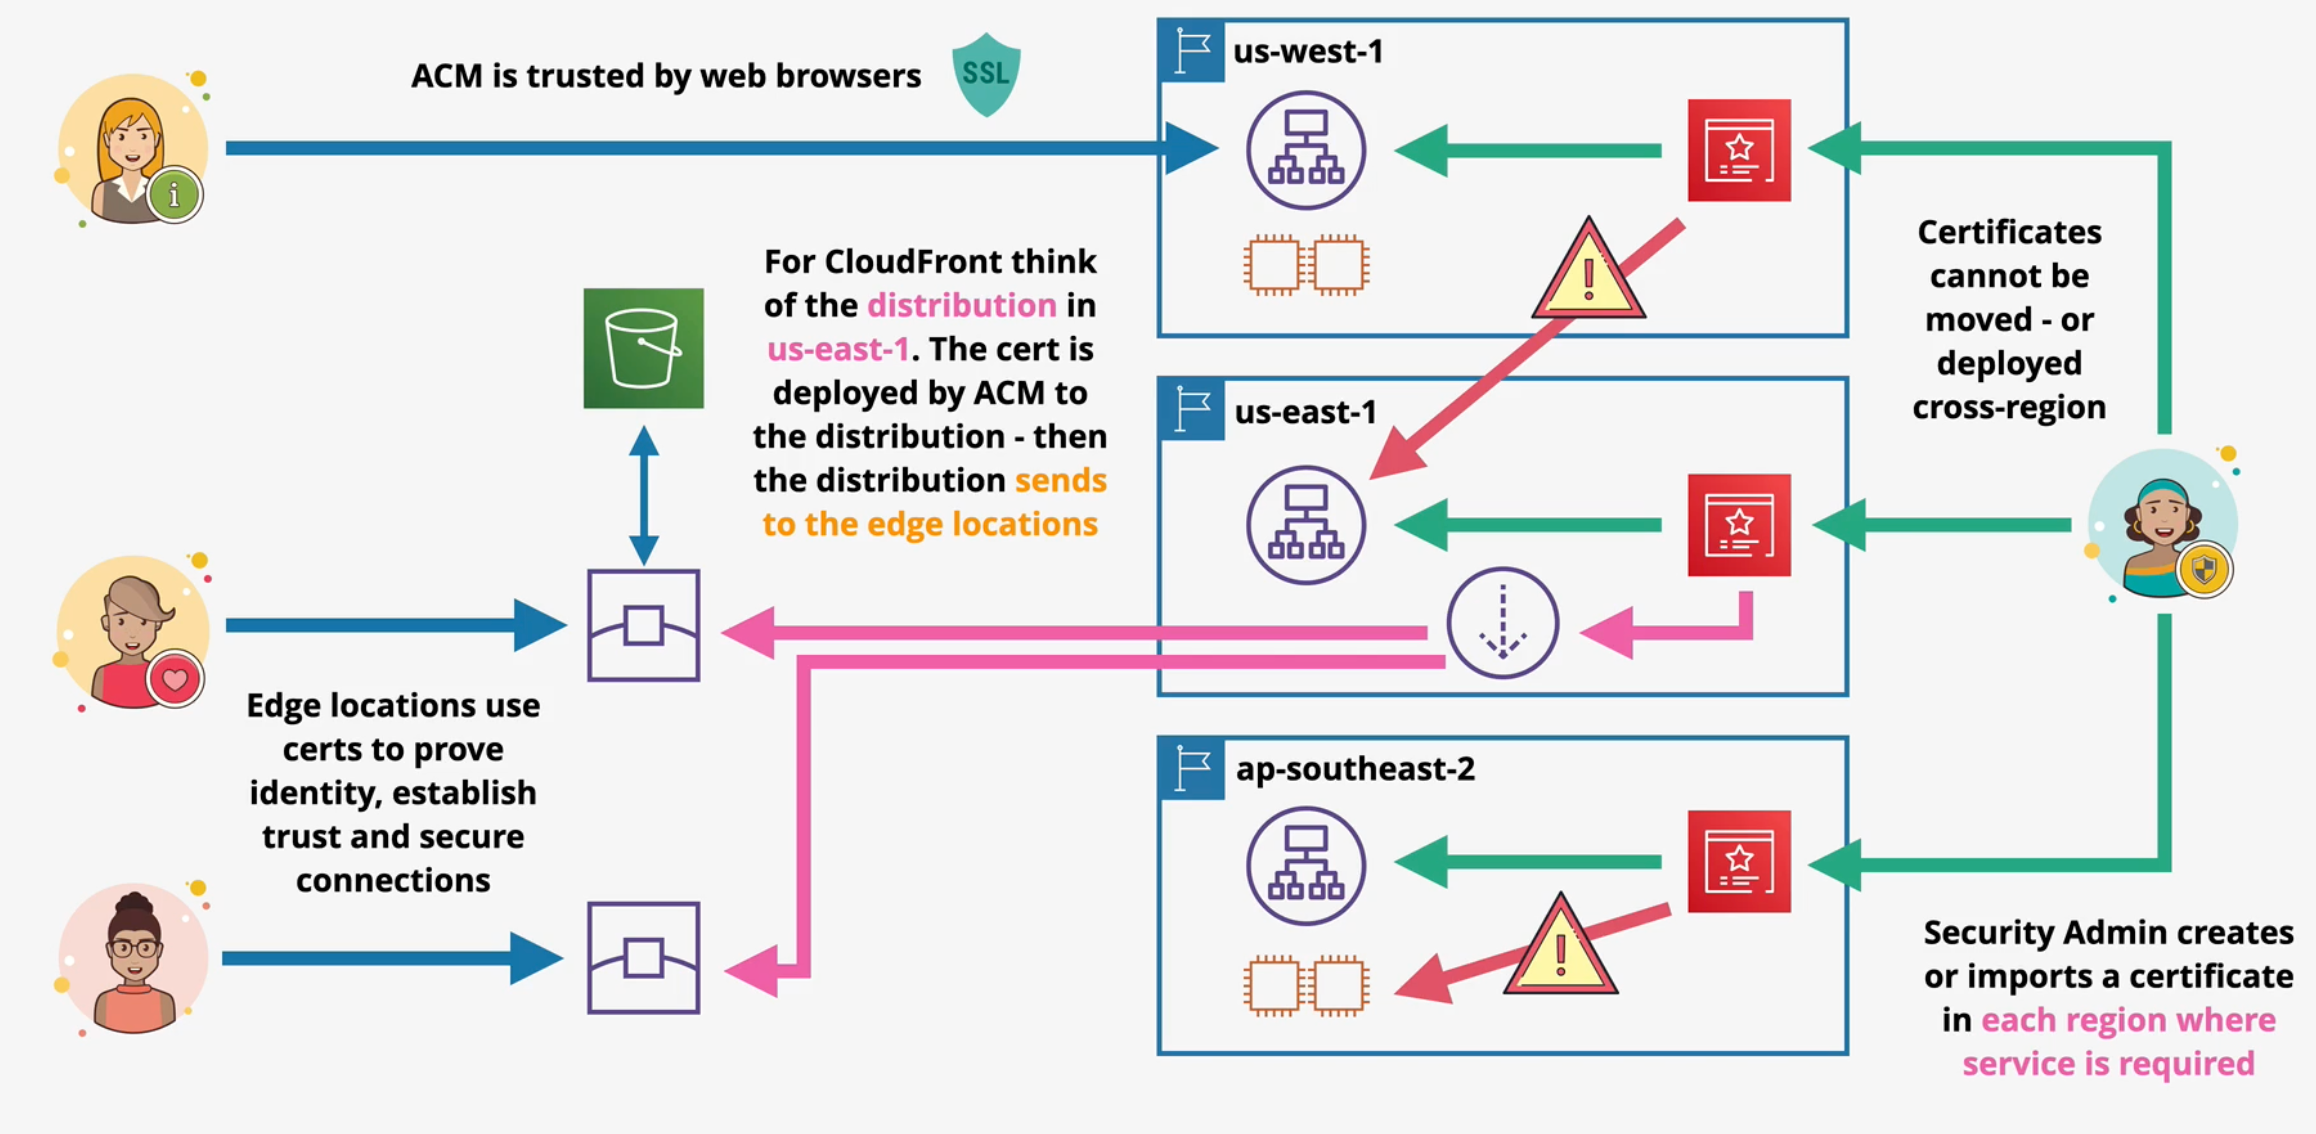 ACM is trusted by web browsers
SSL
us-west-1
i
For CloudFront think
of the distribution in
us-east-1. The cert is
deployed by ACM to
the distribution - then
the distribution sends
to the edge locations
Certificates
cannot be
moved - or
deployed
cross-region
us-east-1
Edge locations use
certs to prove
identity, establish
trust and secure
connections
ap-southeast-2
Security Admin creates
or imports a certificate
in each region where
service is required